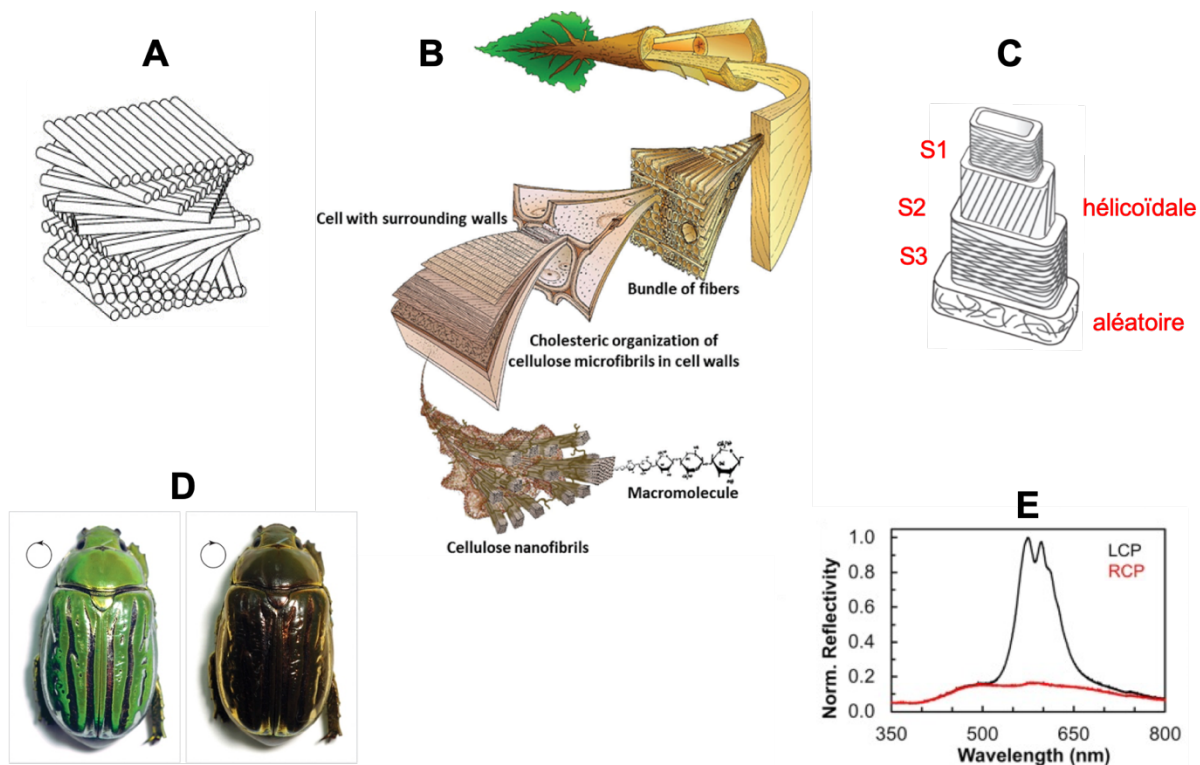 A
B
C
Cell with surrounding walls
Bundle of fibers
Cholesteric organization of
cellulose microfibrils in cell walls
Macromolecule
Cellulose nanofibrils
S1
S2
hélicoïdale
S3
aléatoire
D
E
LCP
RCP
Norm. Reflectivity
1.0
0.8
0.6
0.4
0.2
0.0
350
500
650
800
Wavelength (nm)